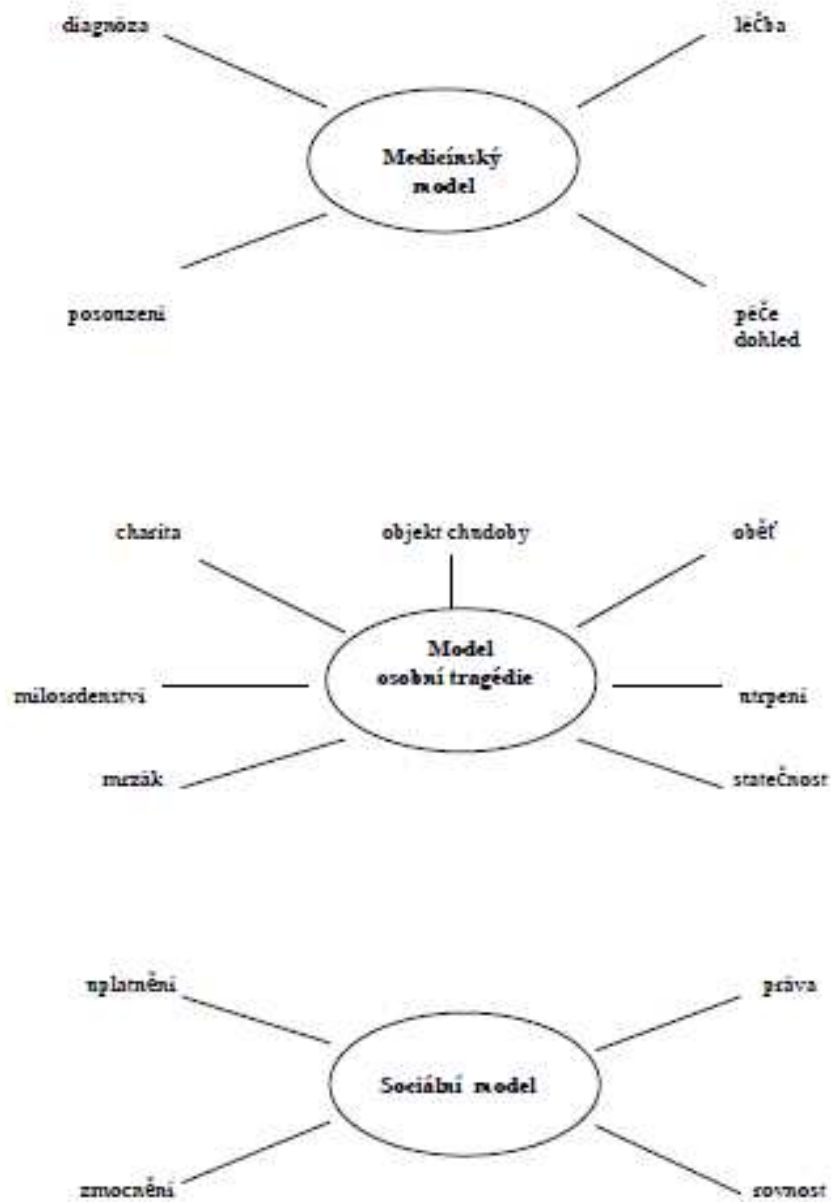 diagnóza
léčba
Medicínský
model
posouzení
péče
dohled
charita
objekt chudoby
oběť
Model
osobní tragédie
milosrdenství
utrpení
mrzák
statečnost
uplatnění
práva
Sociální model
zmocnění
rovnost